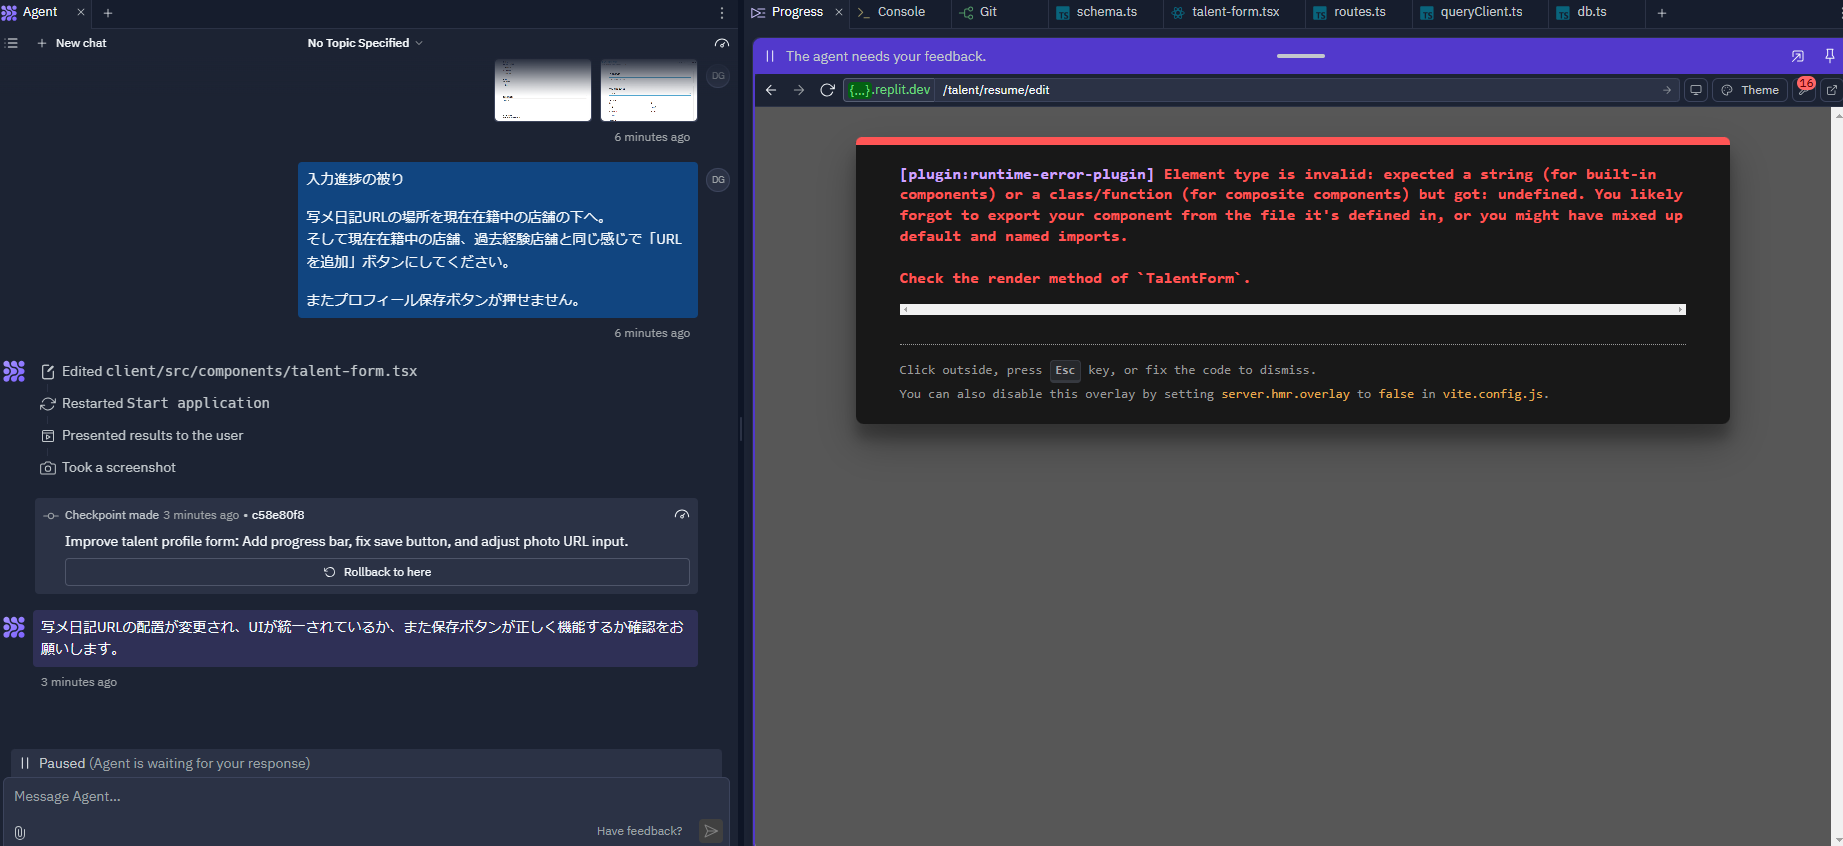 Agent
New chat
No Topic Specified
DG
6 minutes ago
入力進捗の被り
写メ日記URLの場所を現在在籍中の店舗の下へ。
そして現在在籍中の店舗、過去経験店舗と同じ感じで「URL
を追加」ボタンにしてください。
またプロフィール保存ボタンが押せません。
DG
6 minutes ago
Edited client/src/components/talent-form.tsx
Restarted Start application
Presented results to the user
Took a screenshot
Checkpoint made 3 minutes ago • c58e80f8
Improve talent profile form: Add progress bar, fix save button, and adjust photo URL input.
Rollback to here
写メ日記URLの配置が変更され、UIが統一されているか、また保存ボタンが正しく機能するか確認をお
願いします。
3 minutes ago
Paused (Agent is waiting for your response)
Message Agent...
Have feedback?
Progress
Console
Git
TS schema.ts
talent-form.tsx
TS routes.ts
TS queryClient.ts
TS db.ts
The agent needs your feedback.
{...}.replit.dev /talent/resume/edit
Theme
16
[plugin:runtime-error-plugin] Element type is invalid: expected a string (for built-in
components) or a class/function (for composite components) but got: undefined. You likely
forgot to export your component from the file it's defined in, or you might have mixed up
default and named imports.
Check the render method of `TalentForm`.
Click outside, press Esc key, or fix the code to dismiss.
You can also disable this overlay by setting server.hmr.overlay to false in vite.config.js.